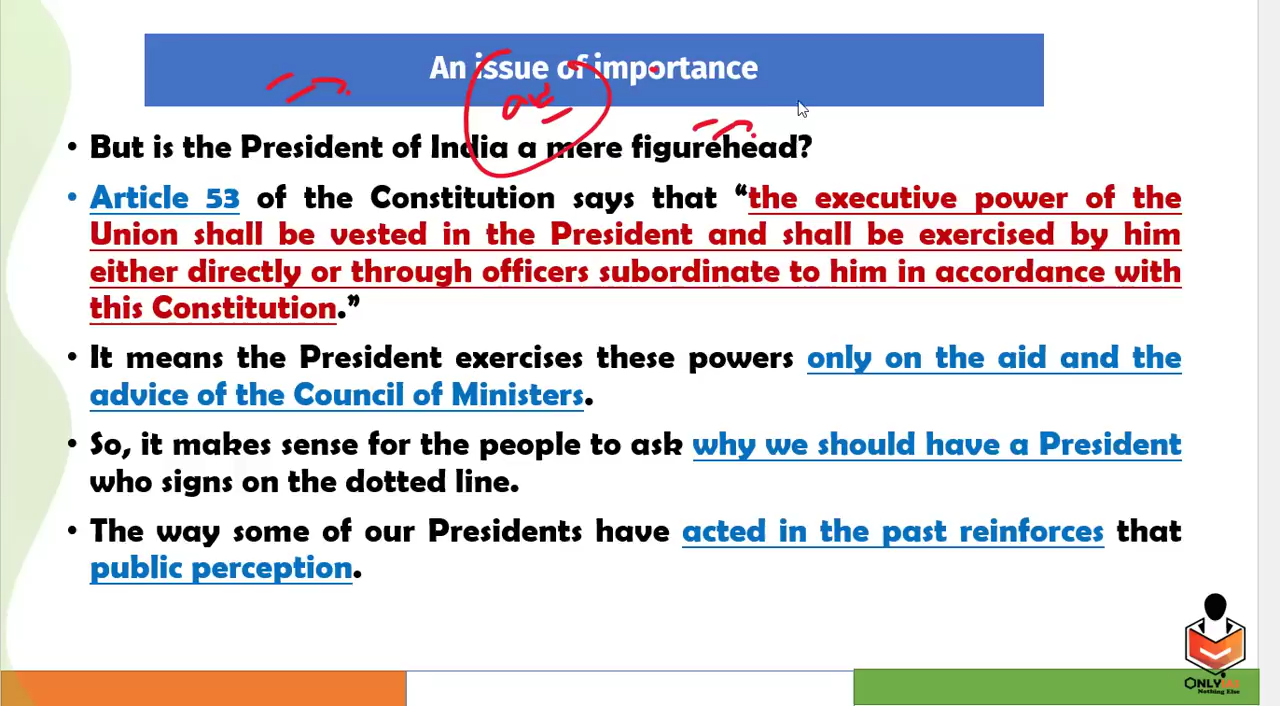 An issue of importance
• But is the President of India a mere figurehead?
• Article 53 of the Constitution says that “the executive power of the
Union shall be vested in the President and shall be exercised by him
either directly or through officers subordinate to him in accordance with
this Constitution.”
• It means the President exercises these powers only on the aid and the
advice of the Council of Ministers.
• So, it makes sense for the people to ask why we should have a President
who signs on the dotted line.
• The way some of our Presidents have acted in the past reinforces that
public perception.
Nothing Else